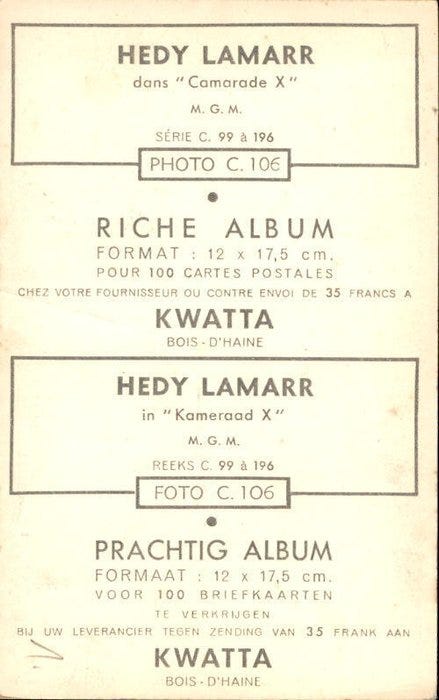 HEDY LAMARR
dans "Camarade X"
M. G. M.
SÉRIE C. 99 à 196
PHOTO C. 106
RICHE ALBUM
FORMAT : 12 x 17,5 cm.
POUR 100 CARTES POSTALES
CHEZ VOTRE FOURNISSEUR OU CONTRE ENVOI DE 35 FRANCS A
KWATTA
BOIS - D'HAINE
HEDY LAMARR
in "Kameraad X"
M. G. M.
REEKS C. 99 à 196
FOTO C. 106
PRACHTIG ALBUM
FORMAAT : 12 x 17,5 cm.
VOOR 100 BRIEFKAARTEN
TE VERKRIJGEN
BIJ UW LEVERANCIER TEGEN ZENDING VAN 35 FRANK AAN
KWATTA
BOIS - D'HAINE